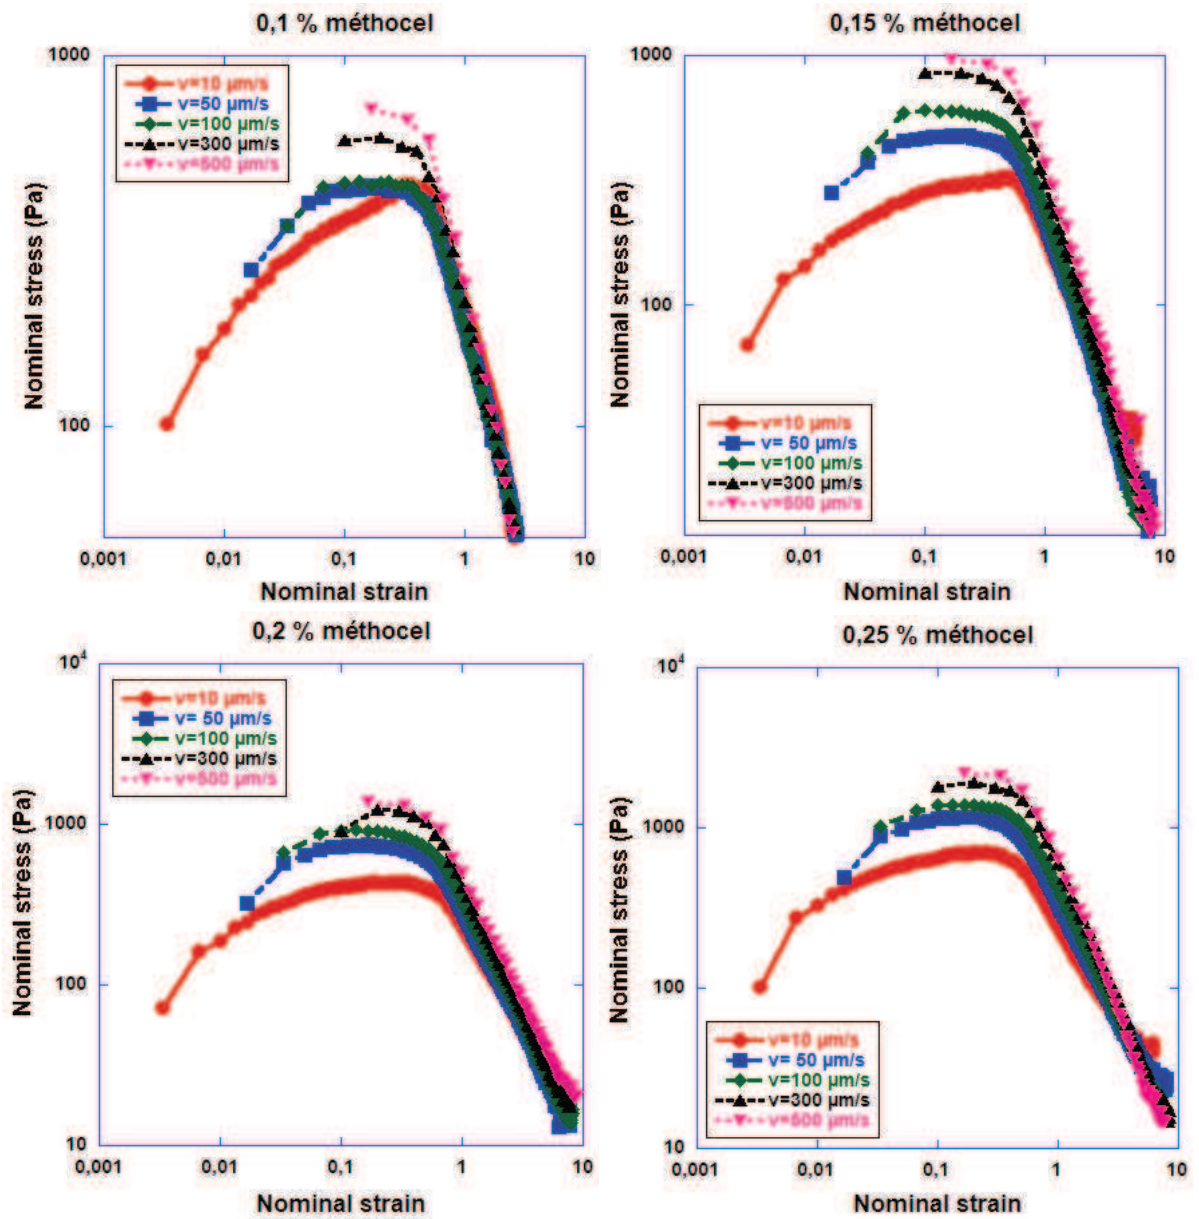 0,1 % méthocel
1000
100
v=10 µm/s
v=50 µm/s
v=100 µm/s
v=300 µm/s
v=500 µm/s
Nominal stress (Pa)
0,001
0,01
0,1
1
10
Nominal strain
0,15 % méthocel
1000
100
v=10 µm/s
v= 50 µm/s
v=100 µm/s
v=300 µm/s
v=500 µm/s
Nominal stress (Pa)
0,001
0,01
0,1
1
10
Nominal strain
0,2 % méthocel
10⁴
1000
100
10
v=10 µm/s
v= 50 µm/s
v=100 µm/s
v=300 µm/s
v=500 µm/s
Nominal stress (Pa)
0,001
0,01
0,1
1
10
Nominal strain
0,25 % méthocel
10⁴
1000
100
10
v=10 µm/s
v= 50 µm/s
v=100 µm/s
v=300 µm/s
v=500 µm/s
Nominal stress (Pa)
0,001
0,01
0,1
1
10
Nominal strain